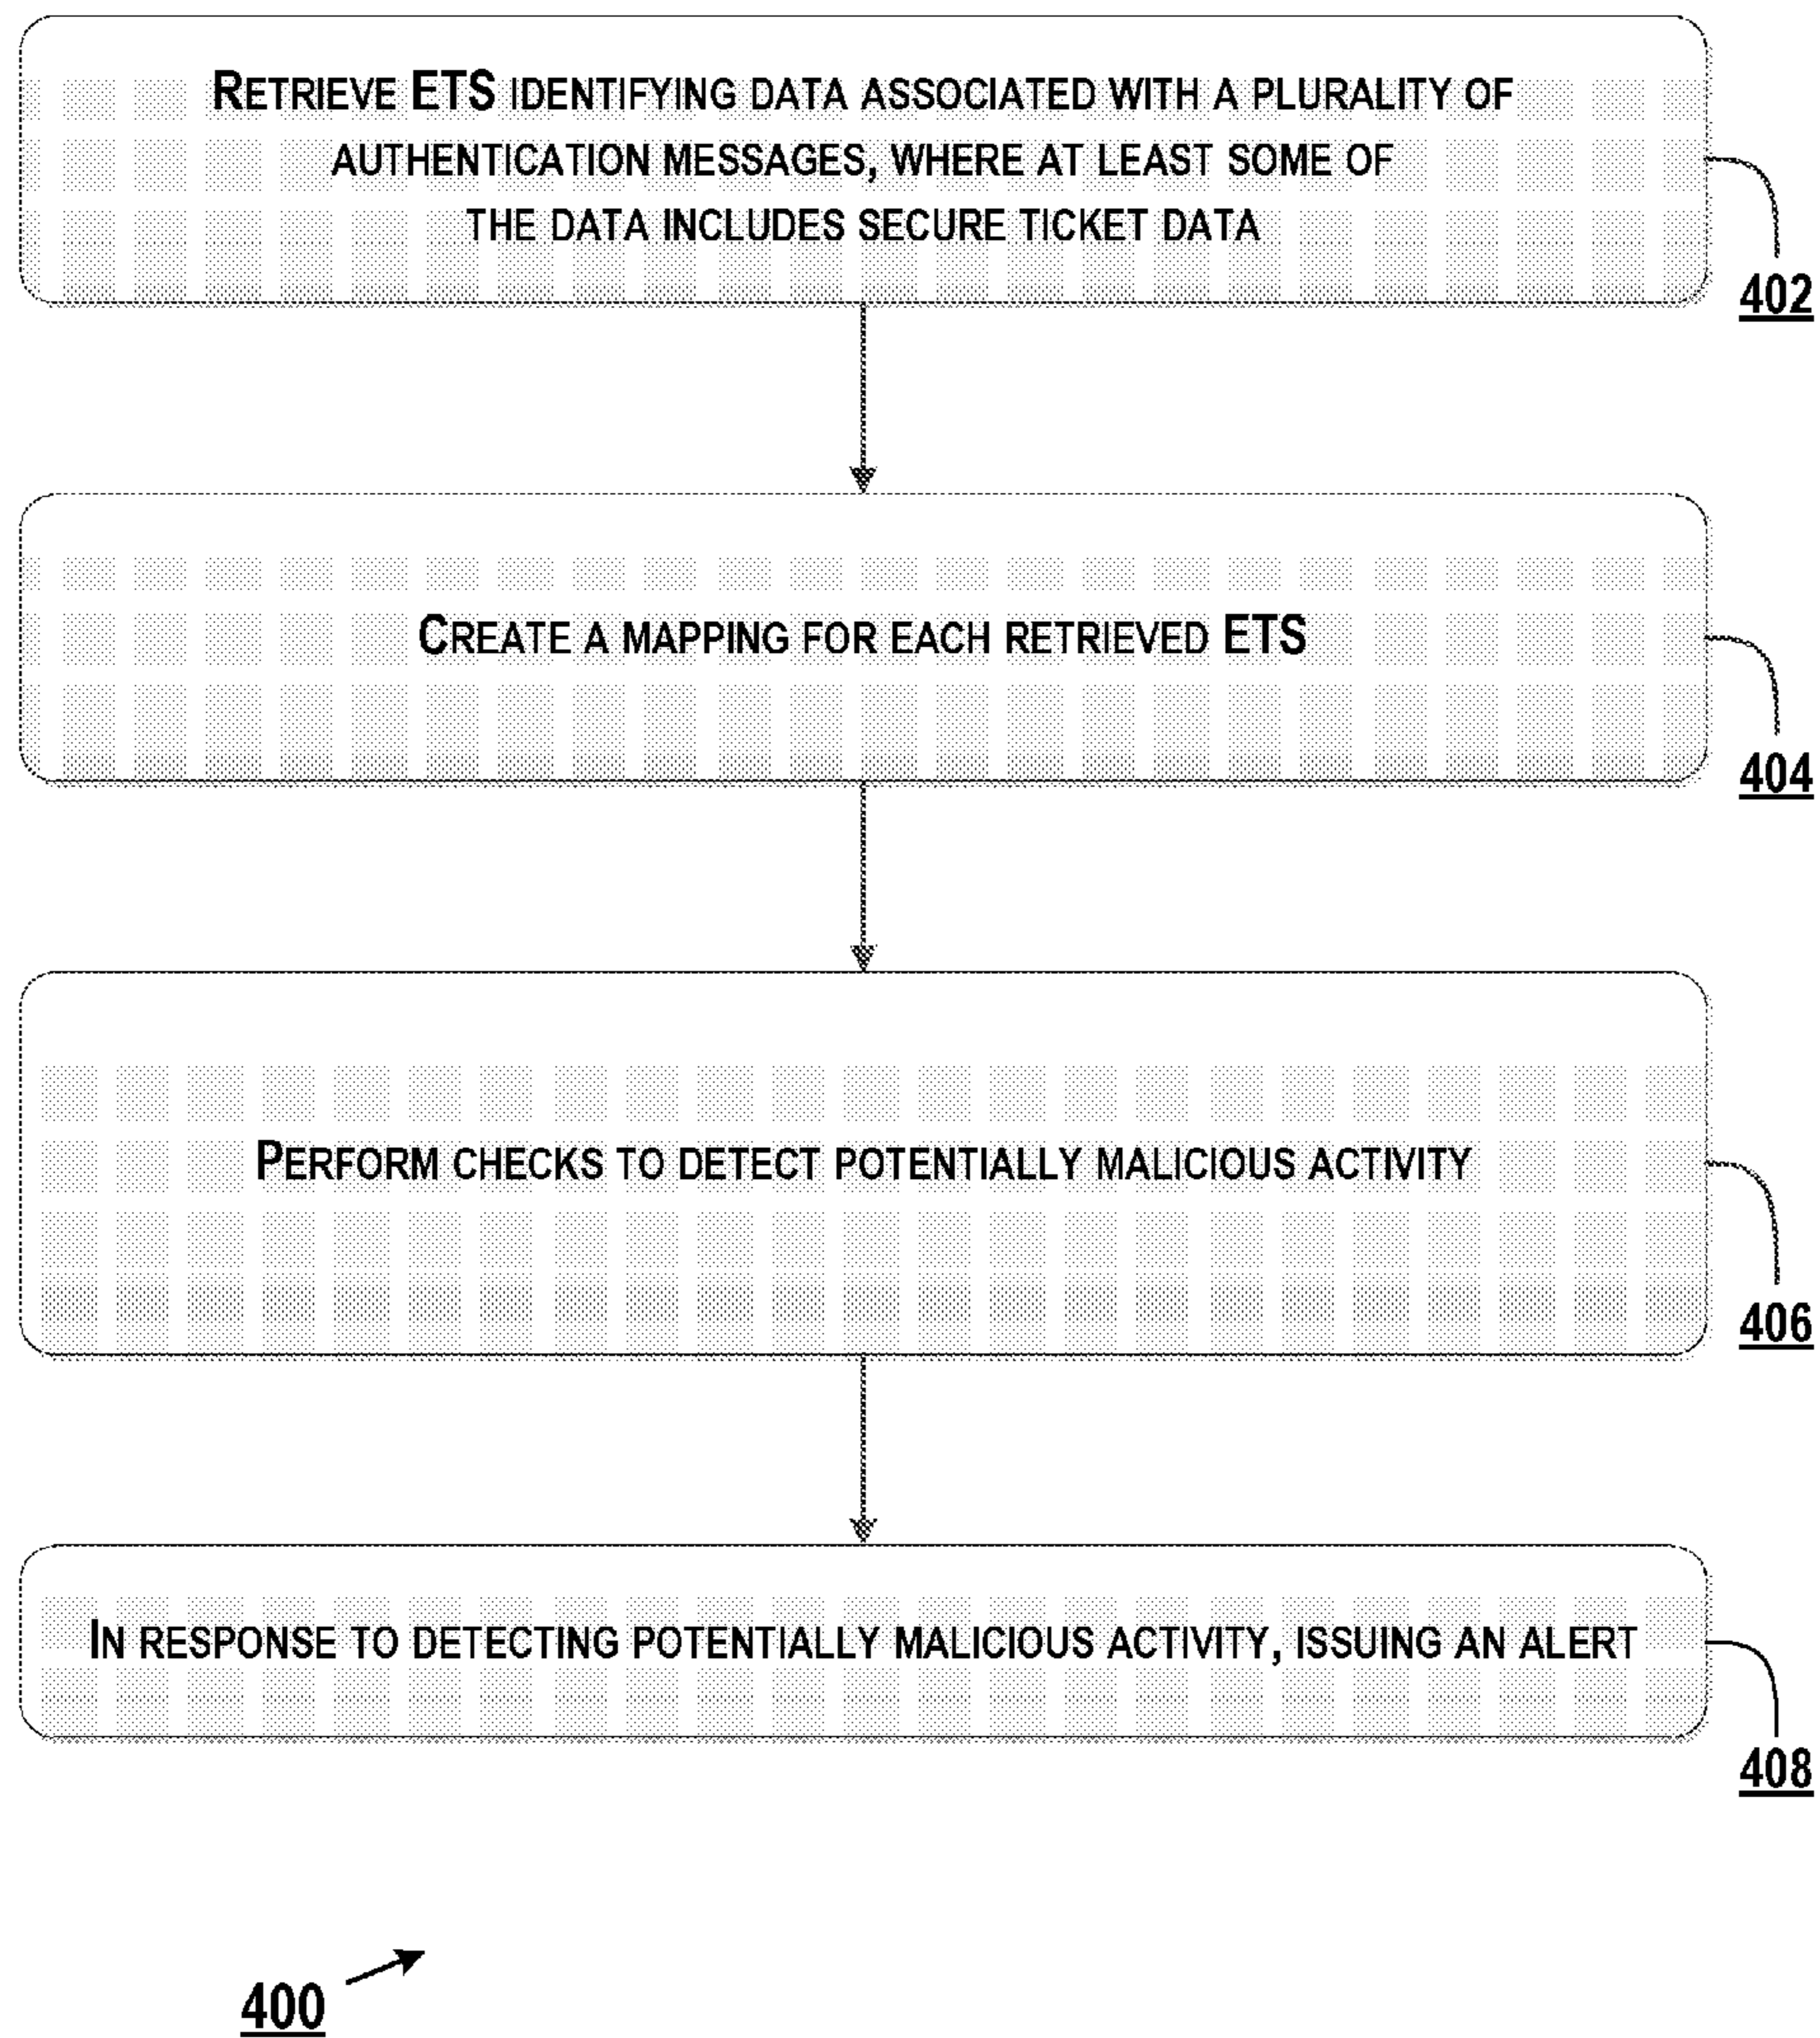 RETRIEVE ETS IDENTIFYING DATA ASSOCIATED WITH A PLURALITY OF
AUTHENTICATION MESSAGES, WHERE AT LEAST SOME OF
THE DATA INCLUDES SECURE TICKET DATA
402
CREATE A MAPPING FOR EACH RETRIEVED ETS
404
PERFORM CHECKS TO DETECT POTENTIALLY MALICIOUS ACTIVITY
406
IN RESPONSE TO DETECTING POTENTIALLY MALICIOUS ACTIVITY, ISSUING AN ALERT
408
400